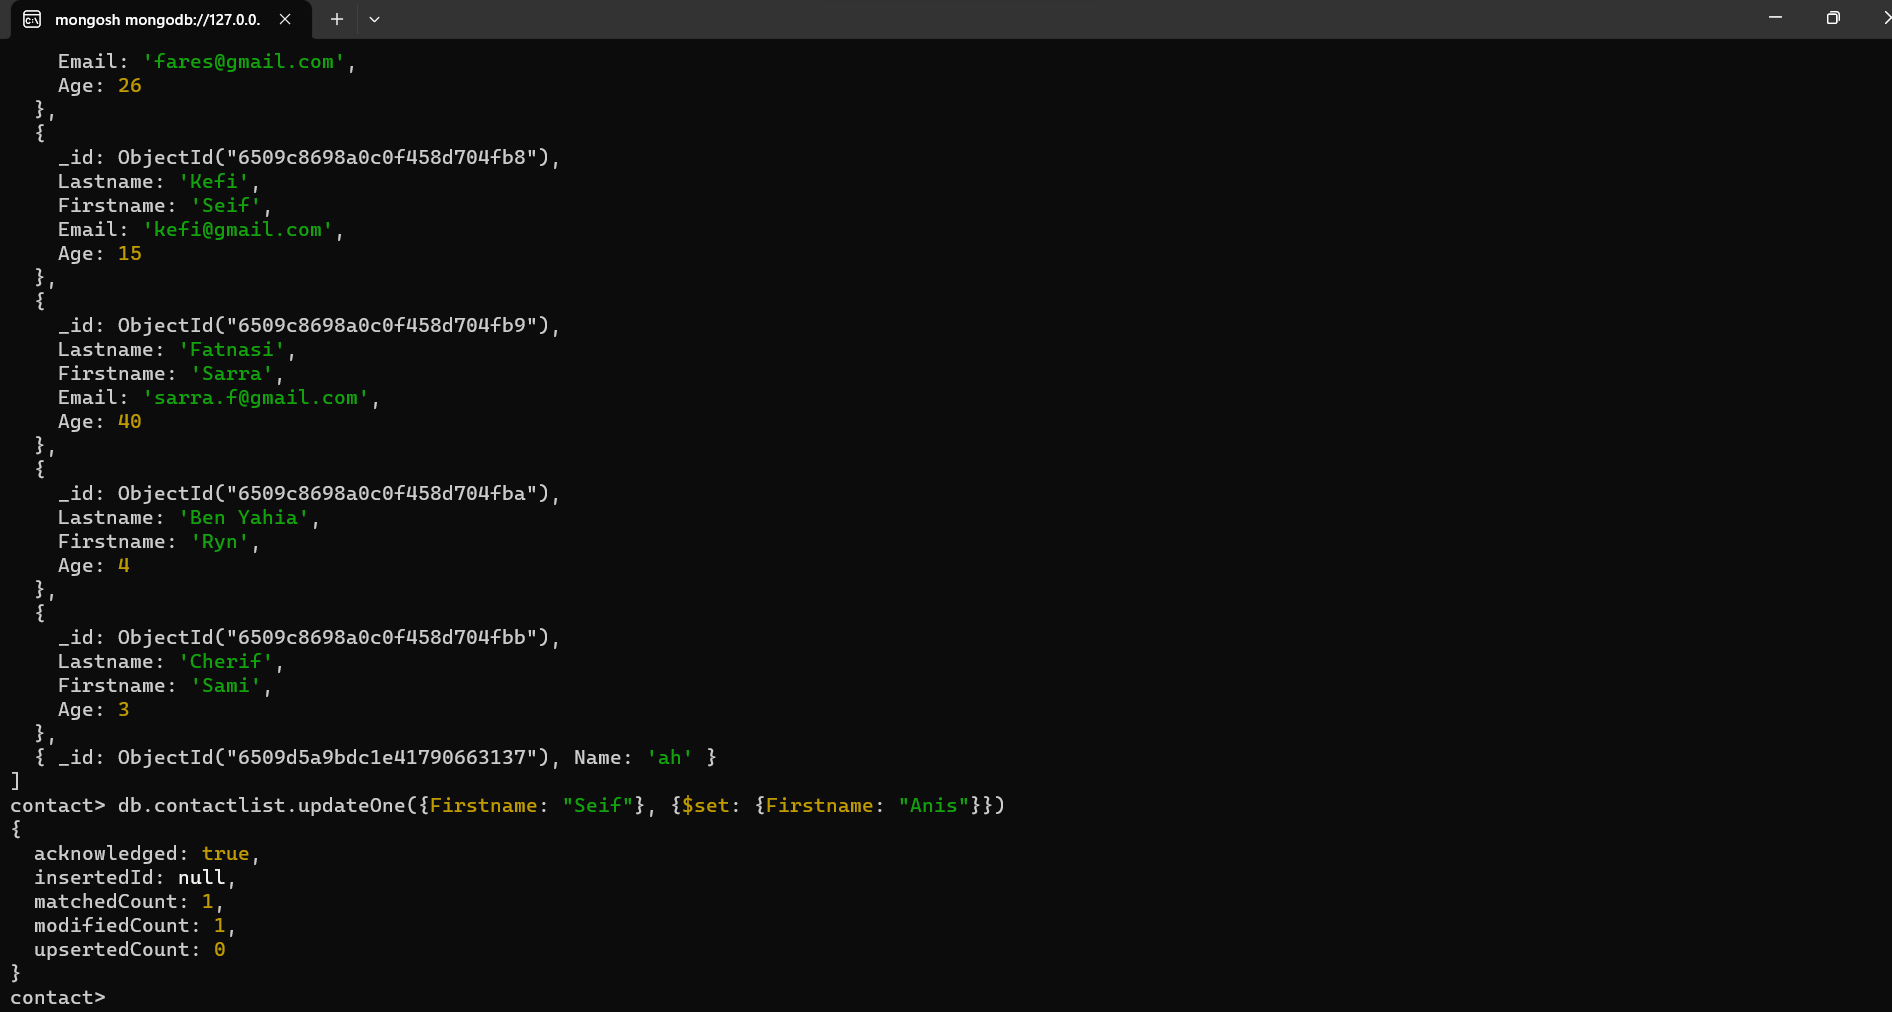 mongosh mongodb://127.0.0.
Email: 'fares@gmail.com',
Age: 26
},
{
_id: ObjectId("6509c8698a0c0f458d704fb8"),
Lastname: 'Kefi',
Firstname: 'Seif',
Email: 'kefi@gmail.com',
Age: 15
},
{
_id: ObjectId("6509c8698a0c0f458d704fb9"),
Lastname: 'Fatnasi',
Firstname: 'Sarra',
Email: 'sarra.f@gmail.com',
Age: 40
},
{
_id: ObjectId("6509c8698a0c0f458d704fba"),
Lastname: 'Ben Yahia',
Firstname: 'Ryn',
Age: 4
},
{
_id: ObjectId("6509c8698a0c0f458d704fbb"),
Lastname: 'Cherif',
Firstname: 'Sami',
Age: 3
},
{ _id: ObjectId("6509d5a9bdc1e41790663137"), Name: 'ah' }
]
contact> db.contactlist.updateOne({Firstname: "Seif"}, {$set: {Firstname: "Anis"}})
{
acknowledged: true,
insertedId: null,
matchedCount: 1,
modifiedCount: 1,
upsertedCount: 0
}
contact>